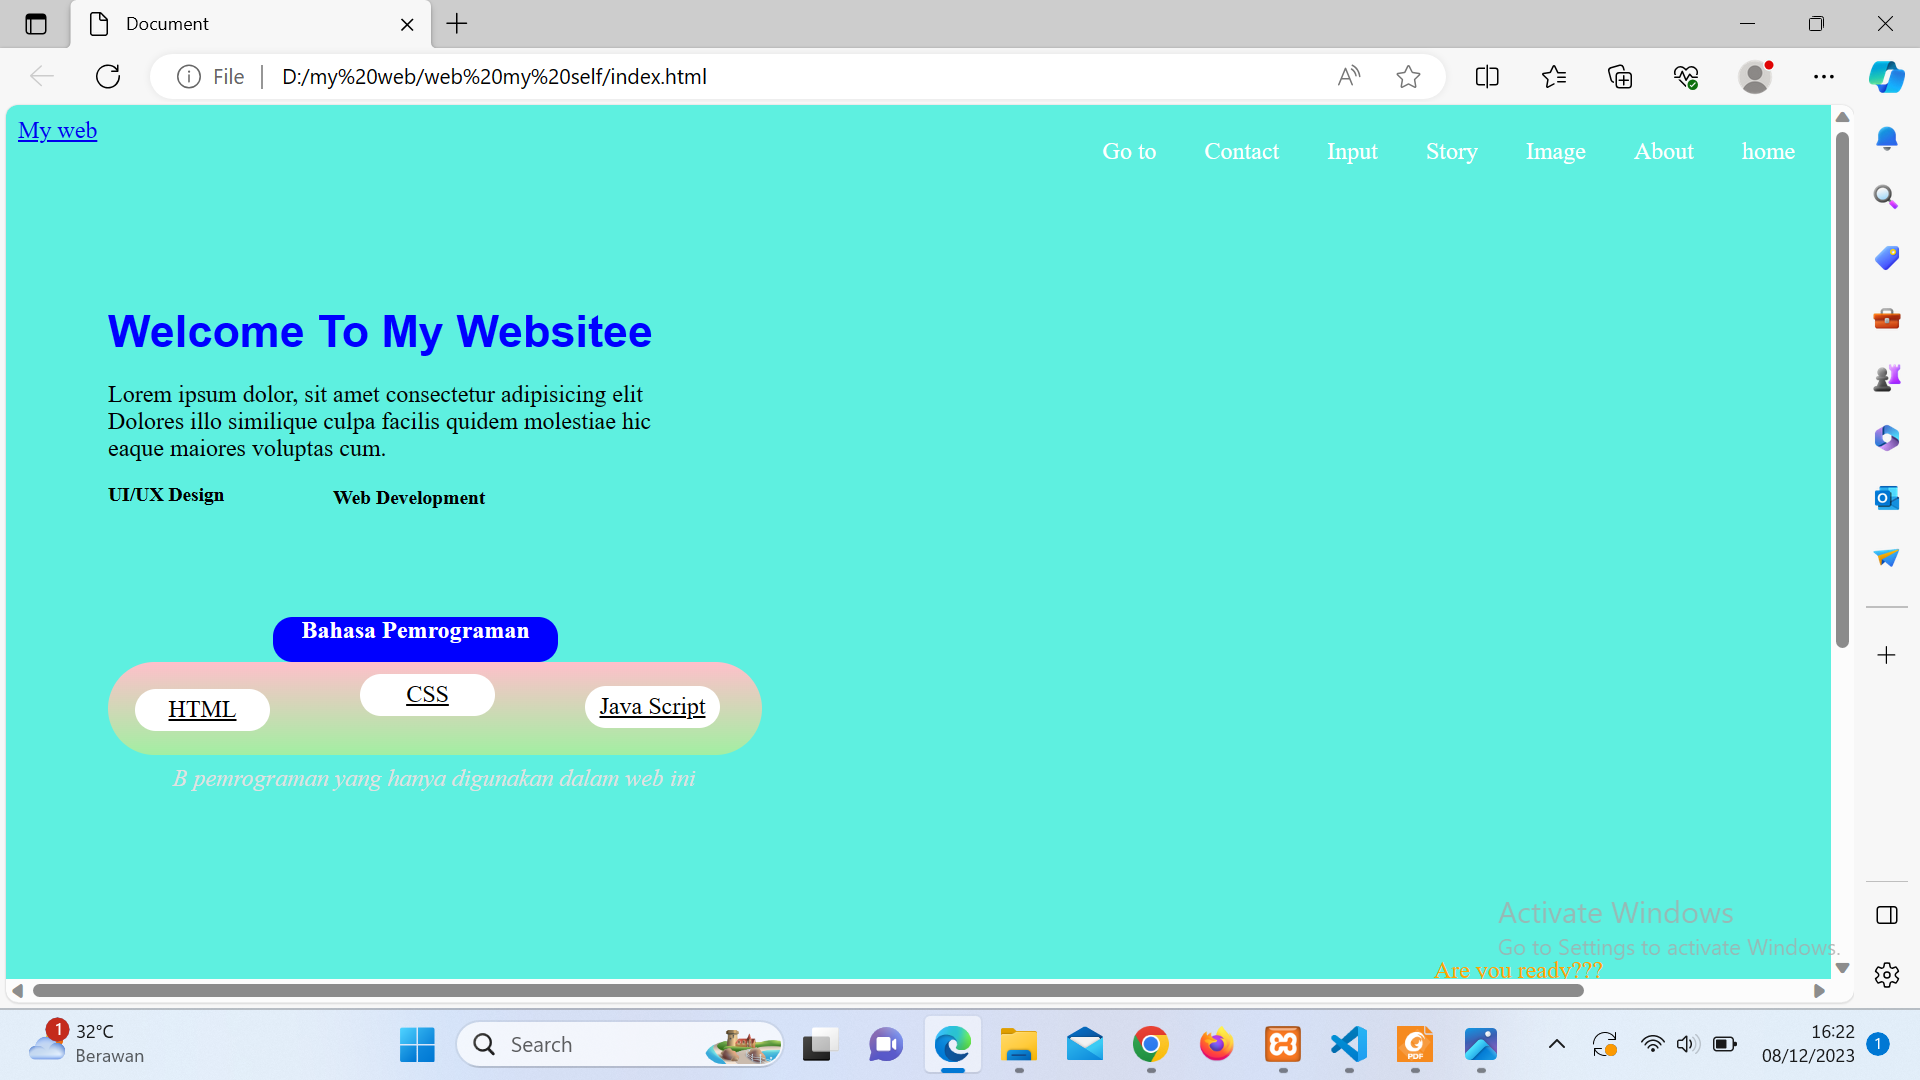 Document
File
D:/my%20web/web%20my%20self/index.html
My web
Go to Contact Input Story Image About home
Welcome To My Websitee
Lorem ipsum dolor, sit amet consectetur adipisicing elit
Dolores illo similique culpa facilis quidem molestiae hic
eaque maiores voluptas cum.
UI/UX Design
Web Development
Bahasa Pemrograman
HTML
CSS
Java Script
B pemrograman yang hanya digunakan dalam web ini
Activate Windows
Go to Settings to activate Windows.
Are you ready???
1
32°C
Berawan
Search
PDF
16:22
08/12/2023
1